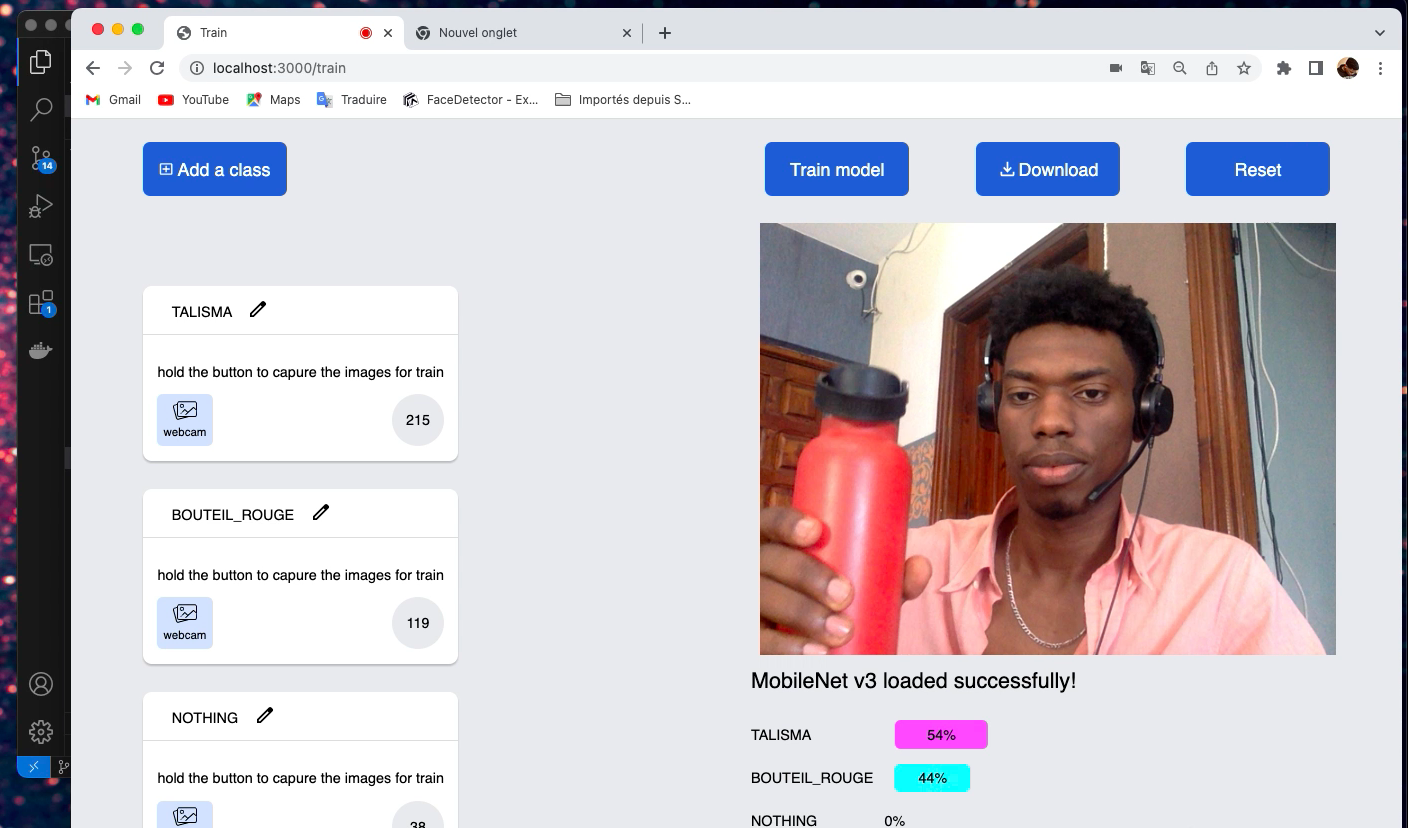 Train
Nouvel onglet
localhost:3000/train
Gmail
YouTube
Maps
Traduire
FaceDetector - Ex...
Importés depuis S...
14
1
Add a class
Train model
Download
Reset
TALISMA
hold the button to capure the images for train
webcam
215
BOUTEIL_ROUGE
hold the button to capure the images for train
webcam
119
NOTHING
hold the button to capure the images for train
38
MobileNet v3 loaded successfully!
TALISMA 54%
BOUTEIL_ROUGE 44%
NOTHING 0%